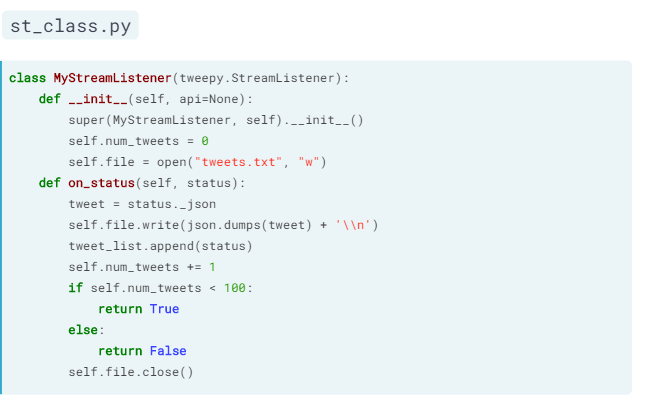 st_class.py
class MyStreamListener(tweepy.StreamListener):
    def __init__(self, api=None):
        super(MyStreamListener, self).__init__()
        self.num_tweets = 0
        self.file = open("tweets.txt", "w")
    def on_status(self, status):
        tweet = status._json
        self.file.write(json.dumps(tweet) + '\\n')
        tweet_list.append(status)
        self.num_tweets += 1
        if self.num_tweets < 100:
            return True
        else:
            return False
        self.file.close()